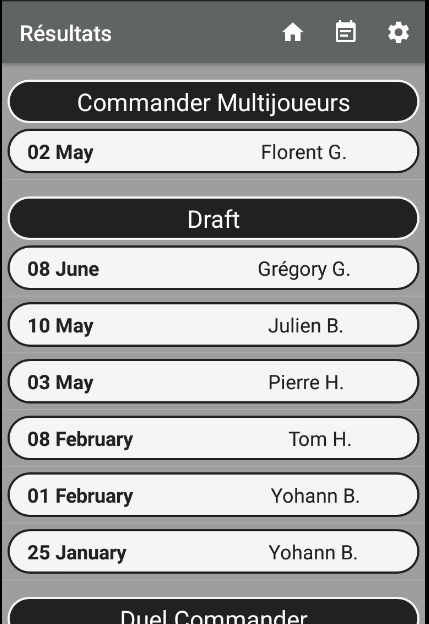 Résultats
Commander Multijoueurs
02 May Florent G.
Draft
08 June Grégory G.
10 May Julien B.
03 May Pierre H.
08 February Tom H.
01 February Yohann B.
25 January Yohann B.
Duel Commander